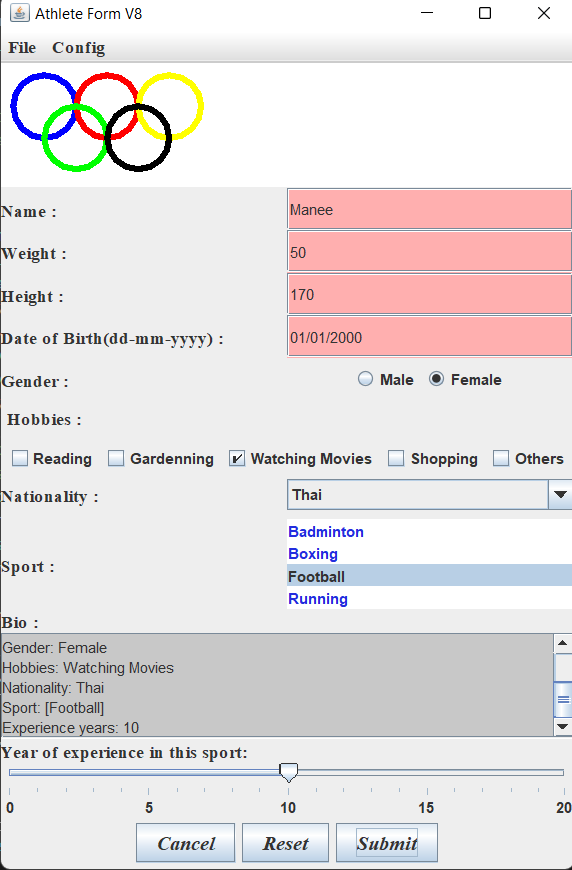 Athlete Form V8
File Config
Name : Manee
Weight : 50
Height : 170
Date of Birth(dd-mm-yyyy) : 01/01/2000
Gender : Male Female
Hobbies :
Reading Gardenning Watching Movies Shopping Others
Nationality : Thai
Badminton
Boxing
Sport : Football
Running
Bio :
Gender: Female
Hobbies: Watching Movies
Nationality: Thai
Sport: [Football]
Experience years: 10
Year of experience in this sport:
0 5 10 15 20
Cancel Reset Submit